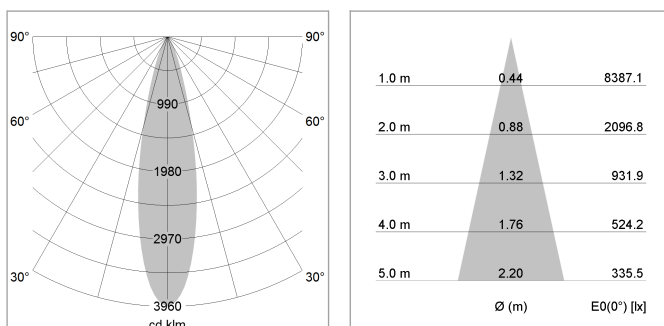 90° 90°
990
60° 60°
1980
2970
30° 30°
3960
cd klm
1.0 m 0.44 8387.1
2.0 m 0.88 2096.8
3.0 m 1.32 931.9
4.0 m 1.76 524.2
5.0 m 2.20 335.5
Ø (m) E0(0°) [lx]